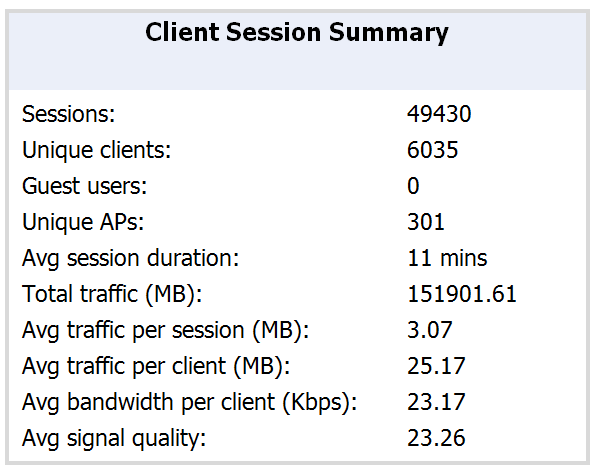 Client Session Summary
Sessions: 49430
Unique clients: 6035
Guest users: 0
Unique APs: 301
Avg session duration: 11 mins
Total traffic (MB): 151901.61
Avg traffic per session (MB): 3.07
Avg traffic per client (MB): 25.17
Avg bandwidth per client (Kbps): 23.17
Avg signal quality: 23.26